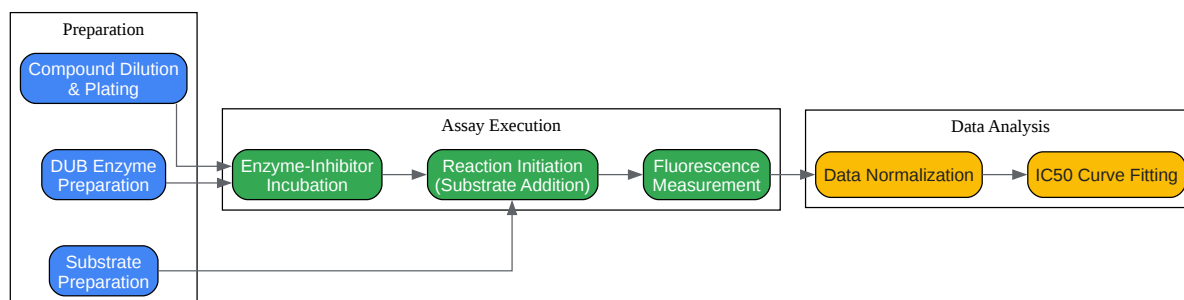 Preparation
Compound Dilution
& Plating
DUB Enzyme
Preparation
Substrate
Preparation
Assay Execution
Enzyme-Inhibitor
Incubation
Reaction Initiation
(Substrate Addition)
Fluorescence
Measurement
Data Analysis
Data Normalization
IC50 Curve Fitting